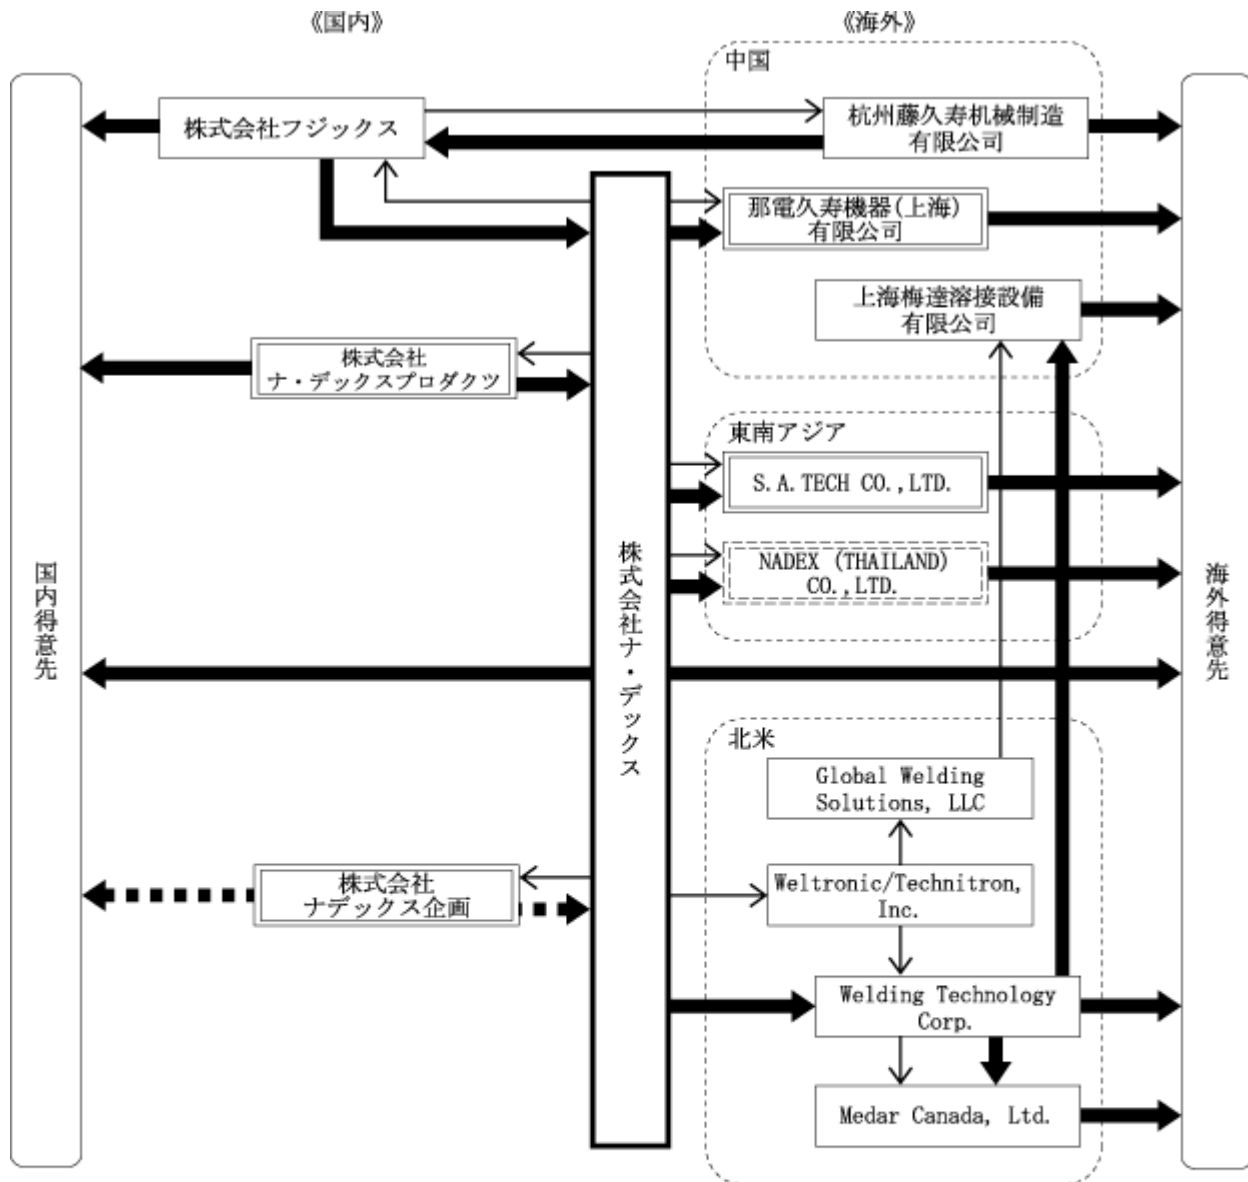 《国内》
《海外》
中国
株式会社フジックス
杭州藤久寿机械制造
有限公司
那電久寿機器(上海)
有限公司
上海梅達溶接設備
有限公司
株式会社
ナ・デックスプロダクツ
東南アジア
S.A.TECH CO.,LTD.
NADEX (THAILAND)
CO.,LTD.
国内得意先
株式会社ナ・デックス
海外得意先
北米
Global Welding
Solutions, LLC
株式会社
ナデックス企画
Weltronic/Technitron,
Inc.
Welding Technology
Corp.
Medar Canada, Ltd.